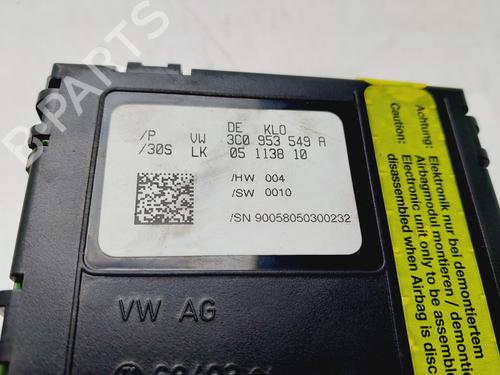 B-PARTS
DE KLO
/P VW 3C0 953 549 A
/30S LK 05 1138 10
/HW 004
/SW 0010
/SN 90058050300232
VW AG
Achtung:
Elektronik nur bei demontiertem
Airbagmodul montieren / demontie
Caution:
Electronic unit only to be assemb
disassembled when Airbag is disc